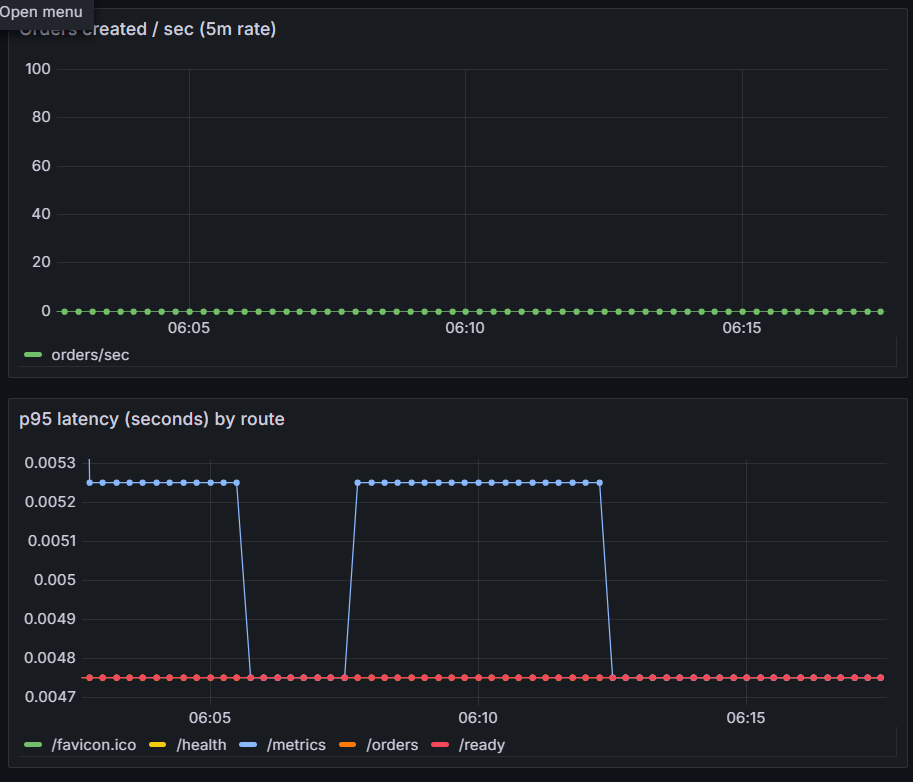 Open menu
Orders created / sec (5m rate)
100
80
60
40
20
0
06:05 06:10 06:15
orders/sec
p95 latency (seconds) by route
0.0053
0.0052
0.0051
0.005
0.0049
0.0048
0.0047
06:05 06:10 06:15
/favicon.ico /health /metrics /orders /ready